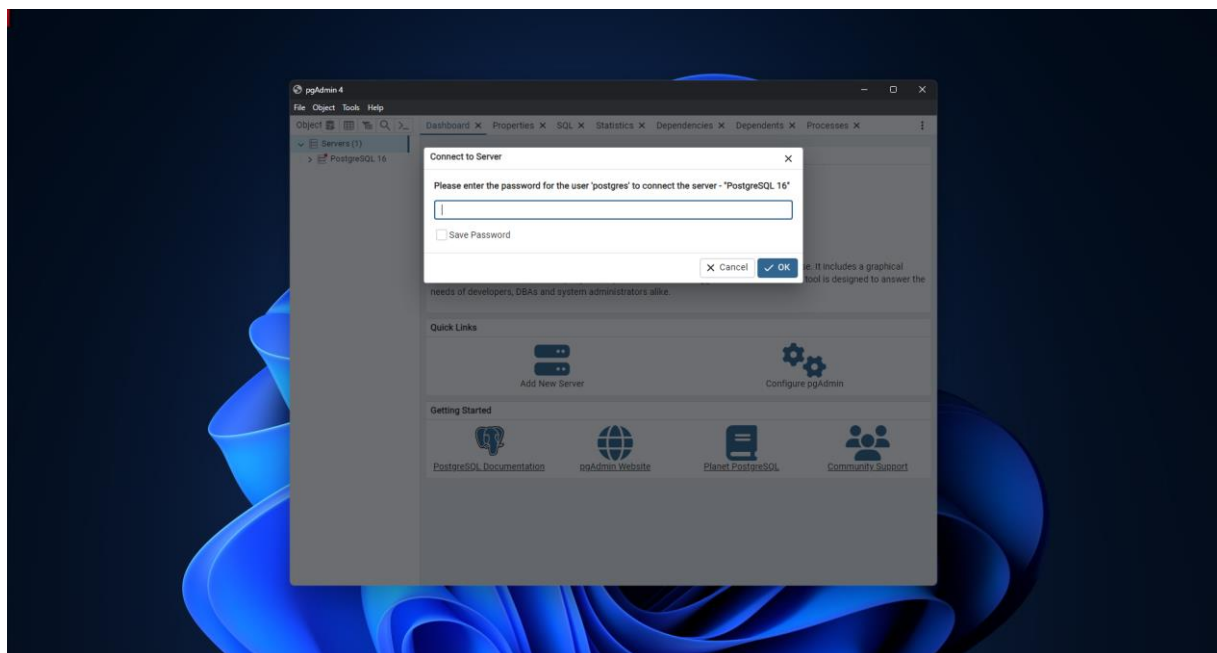 pgAdmin 4
File Object Tools Help
Object
Dashboard Properties SQL Statistics Dependencies Dependents Processes
Servers (1)
PostgreSQL 16
Connect to Server
Please enter the password for the user 'postgres' to connect the server - "PostgreSQL 16"
Save Password
Cancel OK
se. It includes a graphical
tool is designed to answer the
needs of developers, DBAs and system administrators alike.
Quick Links
Add New Server
Configure pgAdmin
Getting Started
PostgreSQL Documentation
pgAdmin Website
Planet PostgreSQL
Community Support